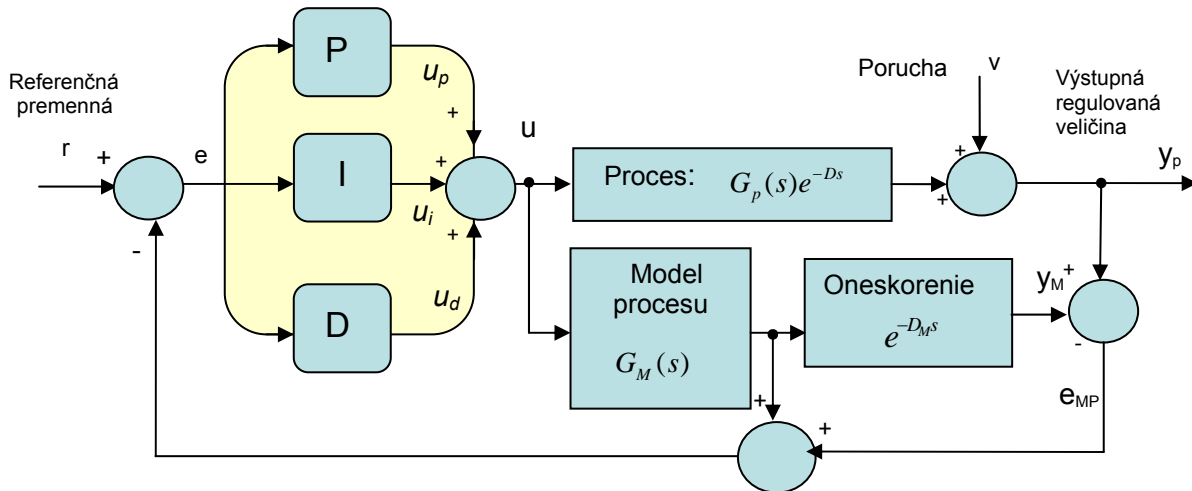 P
u_p
+
Referenčná
premenná
r
+
e
I
u_i
+
u
Porucha
v
Výstupná
regulovaná
veličina
y_p
Proces: G_p(s)e^{-Ds}
+
+
-
D
u_d
+
Model
procesu
G_M(s)
Oneskorenie
e^{-D_M s}
y_M
+
-
e_MP
+
+